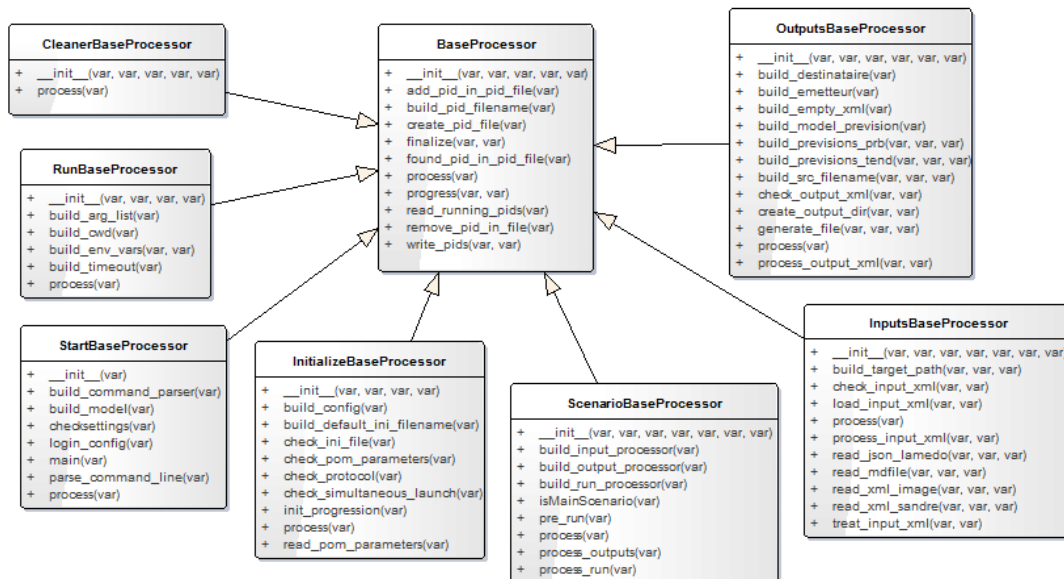 CleanerBaseProcessor
+ __init__(var, var, var, var, var)
+ process(var)
BaseProcessor
+ __init__(var, var, var, var, var)
+ add_pid_in_pid_file(var)
+ build_pid_filename(var)
+ create_pid_file(var)
+ finalize(var, var)
+ found_pid_in_pid_file(var)
+ process(var)
+ progress(var, var)
+ read_running_pids(var)
+ remove_pid_in_file(var)
+ write_pids(var, var)
OutputsBaseProcessor
+ __init__(var, var, var, var, var, var, var)
+ build_destinataire(var)
+ build_emetteur(var)
+ build_empty_xml(var)
+ build_model_prevision(var)
+ build_previsions_prb(var, var, var)
+ build_previsions_tend(var, var, var)
+ build_src_filename(var, var, var)
+ check_output_xml(var, var)
+ create_output_dir(var, var)
+ generate_file(var, var, var)
+ process(var)
+ process_output_xml(var, var)
RunBaseProcessor
+ __init__(var, var, var, var)
+ build_arg_list(var)
+ build_cwd(var)
+ build_env_vars(var, var)
+ build_timeout(var)
+ process(var)
StartBaseProcessor
+ __init__(var)
+ build_command_parser(var)
+ build_model(var)
+ checksettings(var)
+ login_config(var)
+ main(var)
+ parse_command_line(var)
+ process(var)
InitializeBaseProcessor
+ __init__(var, var, var, var)
+ build_config(var)
+ build_default_ini_filename(var)
+ check_ini_file(var)
+ check_pom_parameters(var)
+ check_protocol(var)
+ check_simultaneous_launch(var)
+ init_progression(var)
+ process(var)
+ read_pom_parameters(var)
ScenarioBaseProcessor
+ __init__(var, var, var, var, var, var, var)
+ build_input_processor(var)
+ build_output_processor(var)
+ build_run_processor(var)
+ isMainScenario(var)
+ pre_run(var)
+ process(var)
+ process_outputs(var)
+ process_run(var)
InputsBaseProcessor
+ __init__(var, var, var, var, var, var, var)
+ build_target_path(var, var)
+ check_input_xml(var, var)
+ load_input_xml(var, var)
+ process(var)
+ process_input_xml(var, var)
+ read_json_lamedo(var, var, var)
+ read_mdfile(var, var, var)
+ read_xml_image(var, var, var)
+ read_xml_sandre(var, var, var)
+ treat_input_xml(var, var)